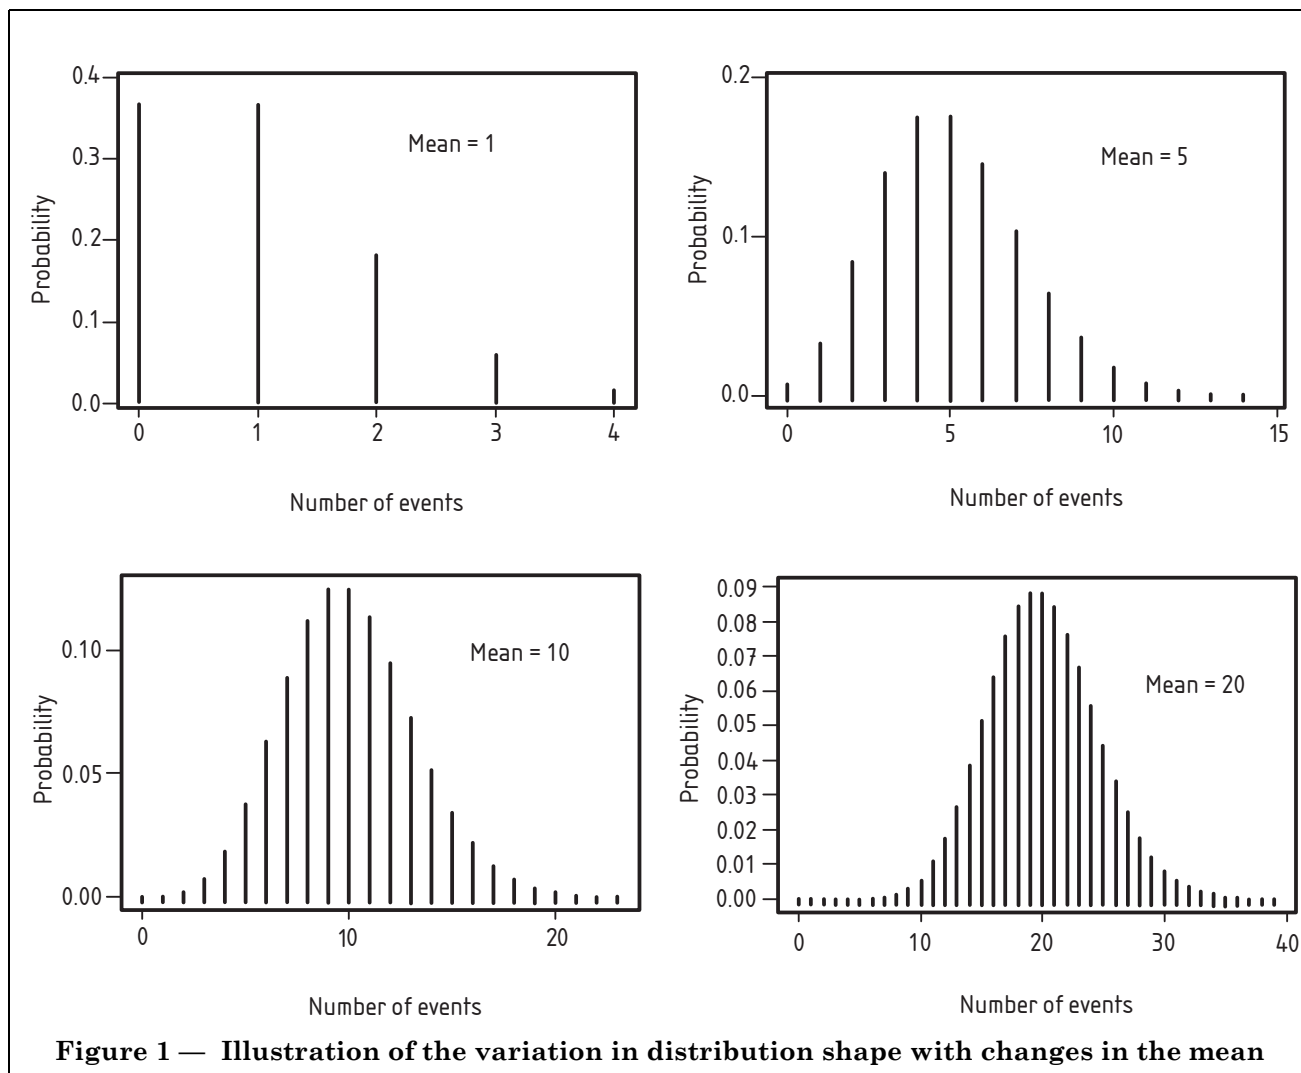 0.4
0.3
0.2
0.1
0.0
Probability
Mean = 1
0 1 2 3 4
Number of events
0.2
0.1
0.0
Probability
Mean = 5
0 5 10 15
Number of events
0.10
0.05
0.00
Probability
Mean = 10
0 10 20
Number of events
0.09
0.08
0.07
0.06
0.05
0.04
0.03
0.02
0.01
0.00
Probability
Mean = 20
0 10 20 30 40
Number of events
Figure 1 — Illustration of the variation in distribution shape with changes in the mean